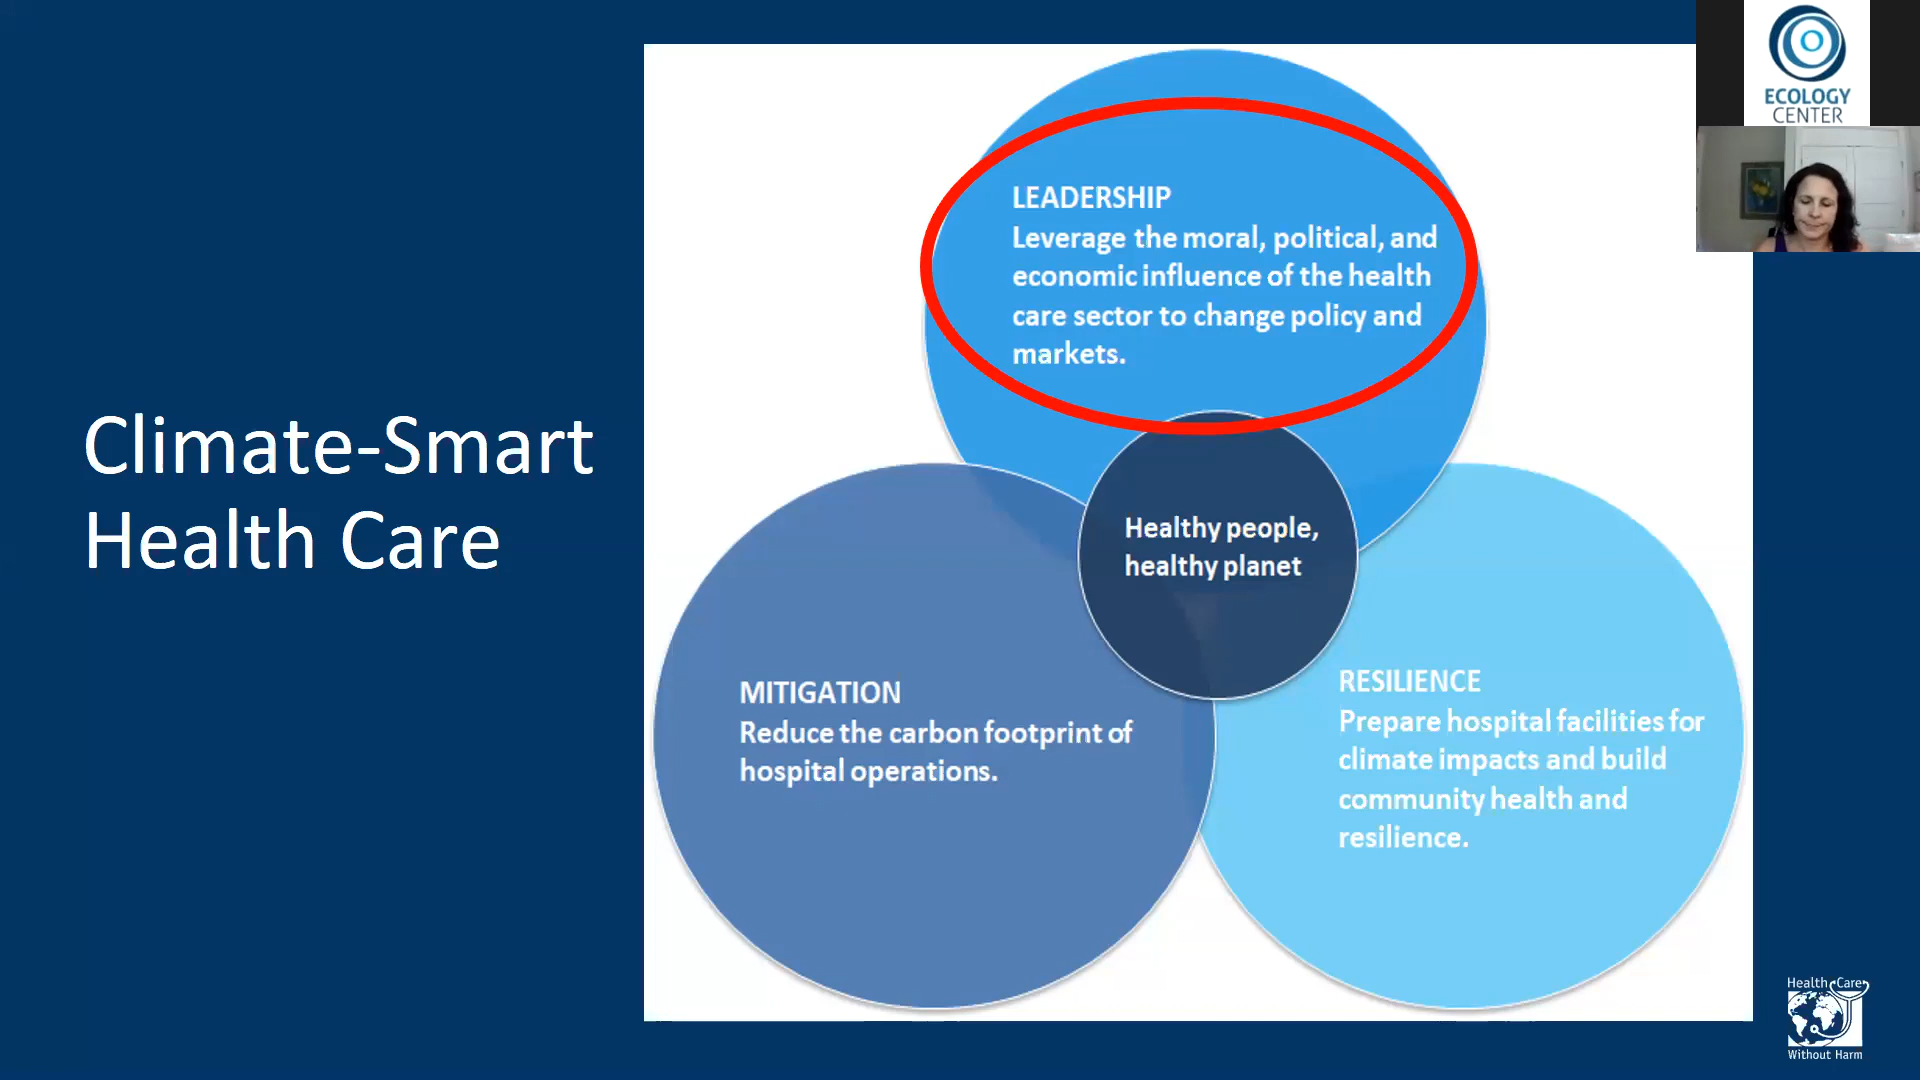 Climate-Smart
Health Care
LEADERSHIP
Leverage the moral, political, and
economic influence of the health
care sector to change policy and
markets.
Healthy people,
healthy planet
MITIGATION
Reduce the carbon footprint of
hospital operations.
RESILIENCE
Prepare hospital facilities for
climate impacts and build
community health and
resilience.
ECOLOGY
CENTER
Health Care
Without Harm